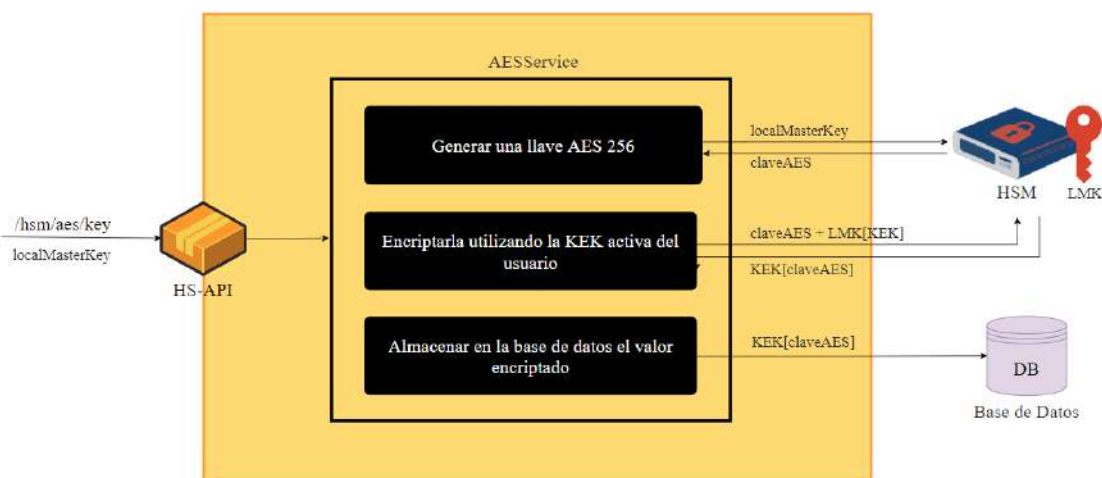 AESService
Generar una llave AES 256
localMasterKey
claveAES
HSM
LMK
/hsm/aes/key
localMasterKey
HS-API
Encriptarla utilizando la KEK activa del
usuario
claveAES + LMK[KEK]
KEK[claveAES]
Almacenar en la base de datos el valor
encriptado
KEK[claveAES]
DB
Base de Datos